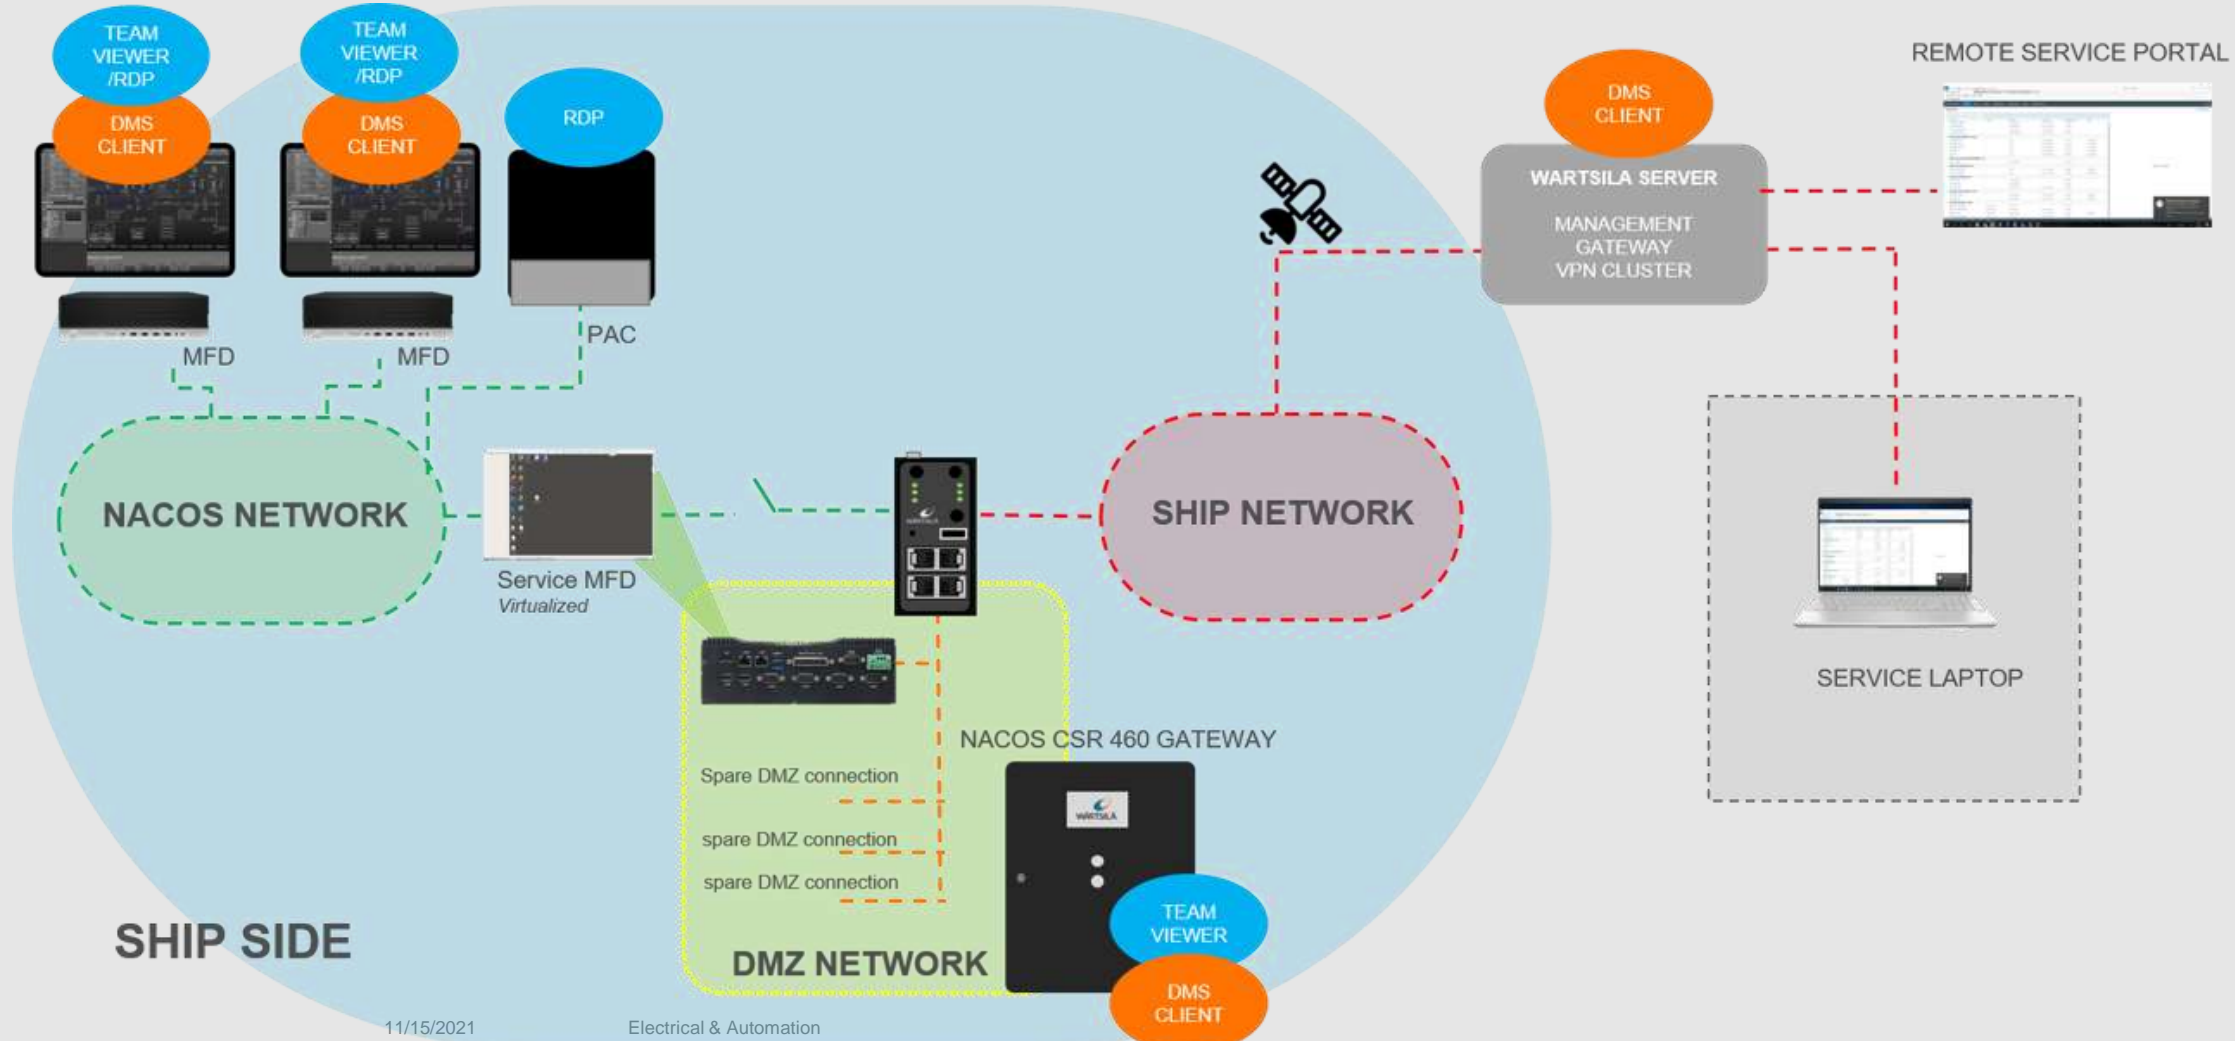 TEAM
VIEWER
/RDP
DMS
CLIENT
TEAM
VIEWER
/RDP
DMS
CLIENT
RDP
MFD
MFD
PAC
DMS
CLIENT
WARTSILA SERVER
MANAGEMENT
GATEWAY
VPN CLUSTER
REMOTE SERVICE PORTAL
NACOS NETWORK
Service MFD
Virtualized
WÄRTSILÄ
SHIP NETWORK
SERVICE LAPTOP
NACOS CSR 460 GATEWAY
Spare DMZ connection
spare DMZ connection
spare DMZ connection
WÄRTSILÄ
TEAM
VIEWER
DMS
CLIENT
DMZ NETWORK
SHIP SIDE
11/15/2021
Electrical & Automation